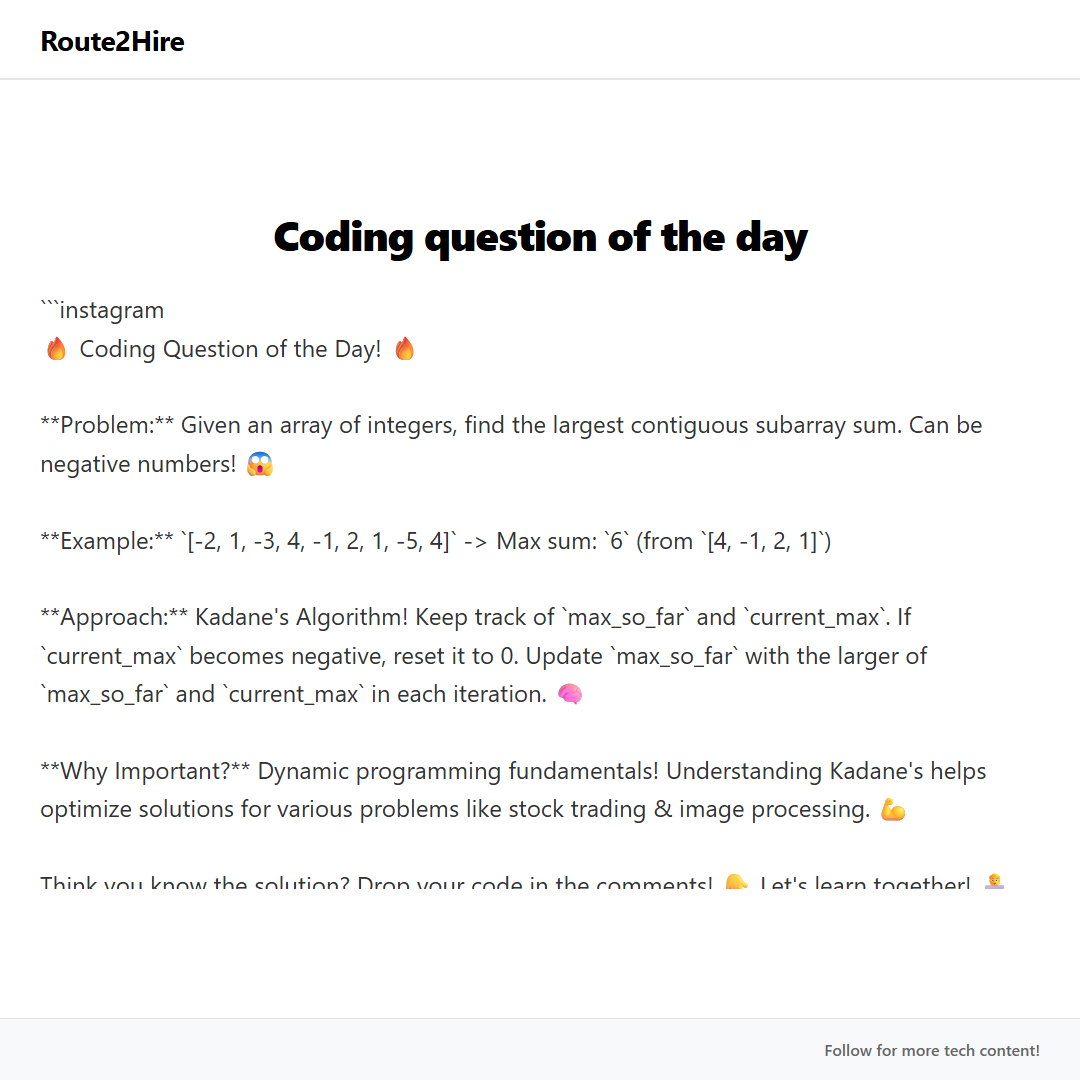 Route2Hire
Coding question of the day
```instagram
🔥 Coding Question of the Day! 🔥
**Problem:** Given an array of integers, find the largest contiguous subarray sum. Can be
negative numbers! 😱
**Example:** `[-2, 1, -3, 4, -1, 2, 1, -5, 4]` -> Max sum: `6` (from `[4, -1, 2, 1]`)
**Approach:** Kadane's Algorithm! Keep track of `max_so_far` and `current_max`. If
`current_max` becomes negative, reset it to 0. Update `max_so_far` with the larger of
`max_so_far` and `current_max` in each iteration. 🧠
**Why Important?** Dynamic programming fundamentals! Understanding Kadane's helps
optimize solutions for various problems like stock trading & image processing. 💪
Think you know the solution? Drop your code in the comments! 👇 Let's learn together!
Follow for more tech content!